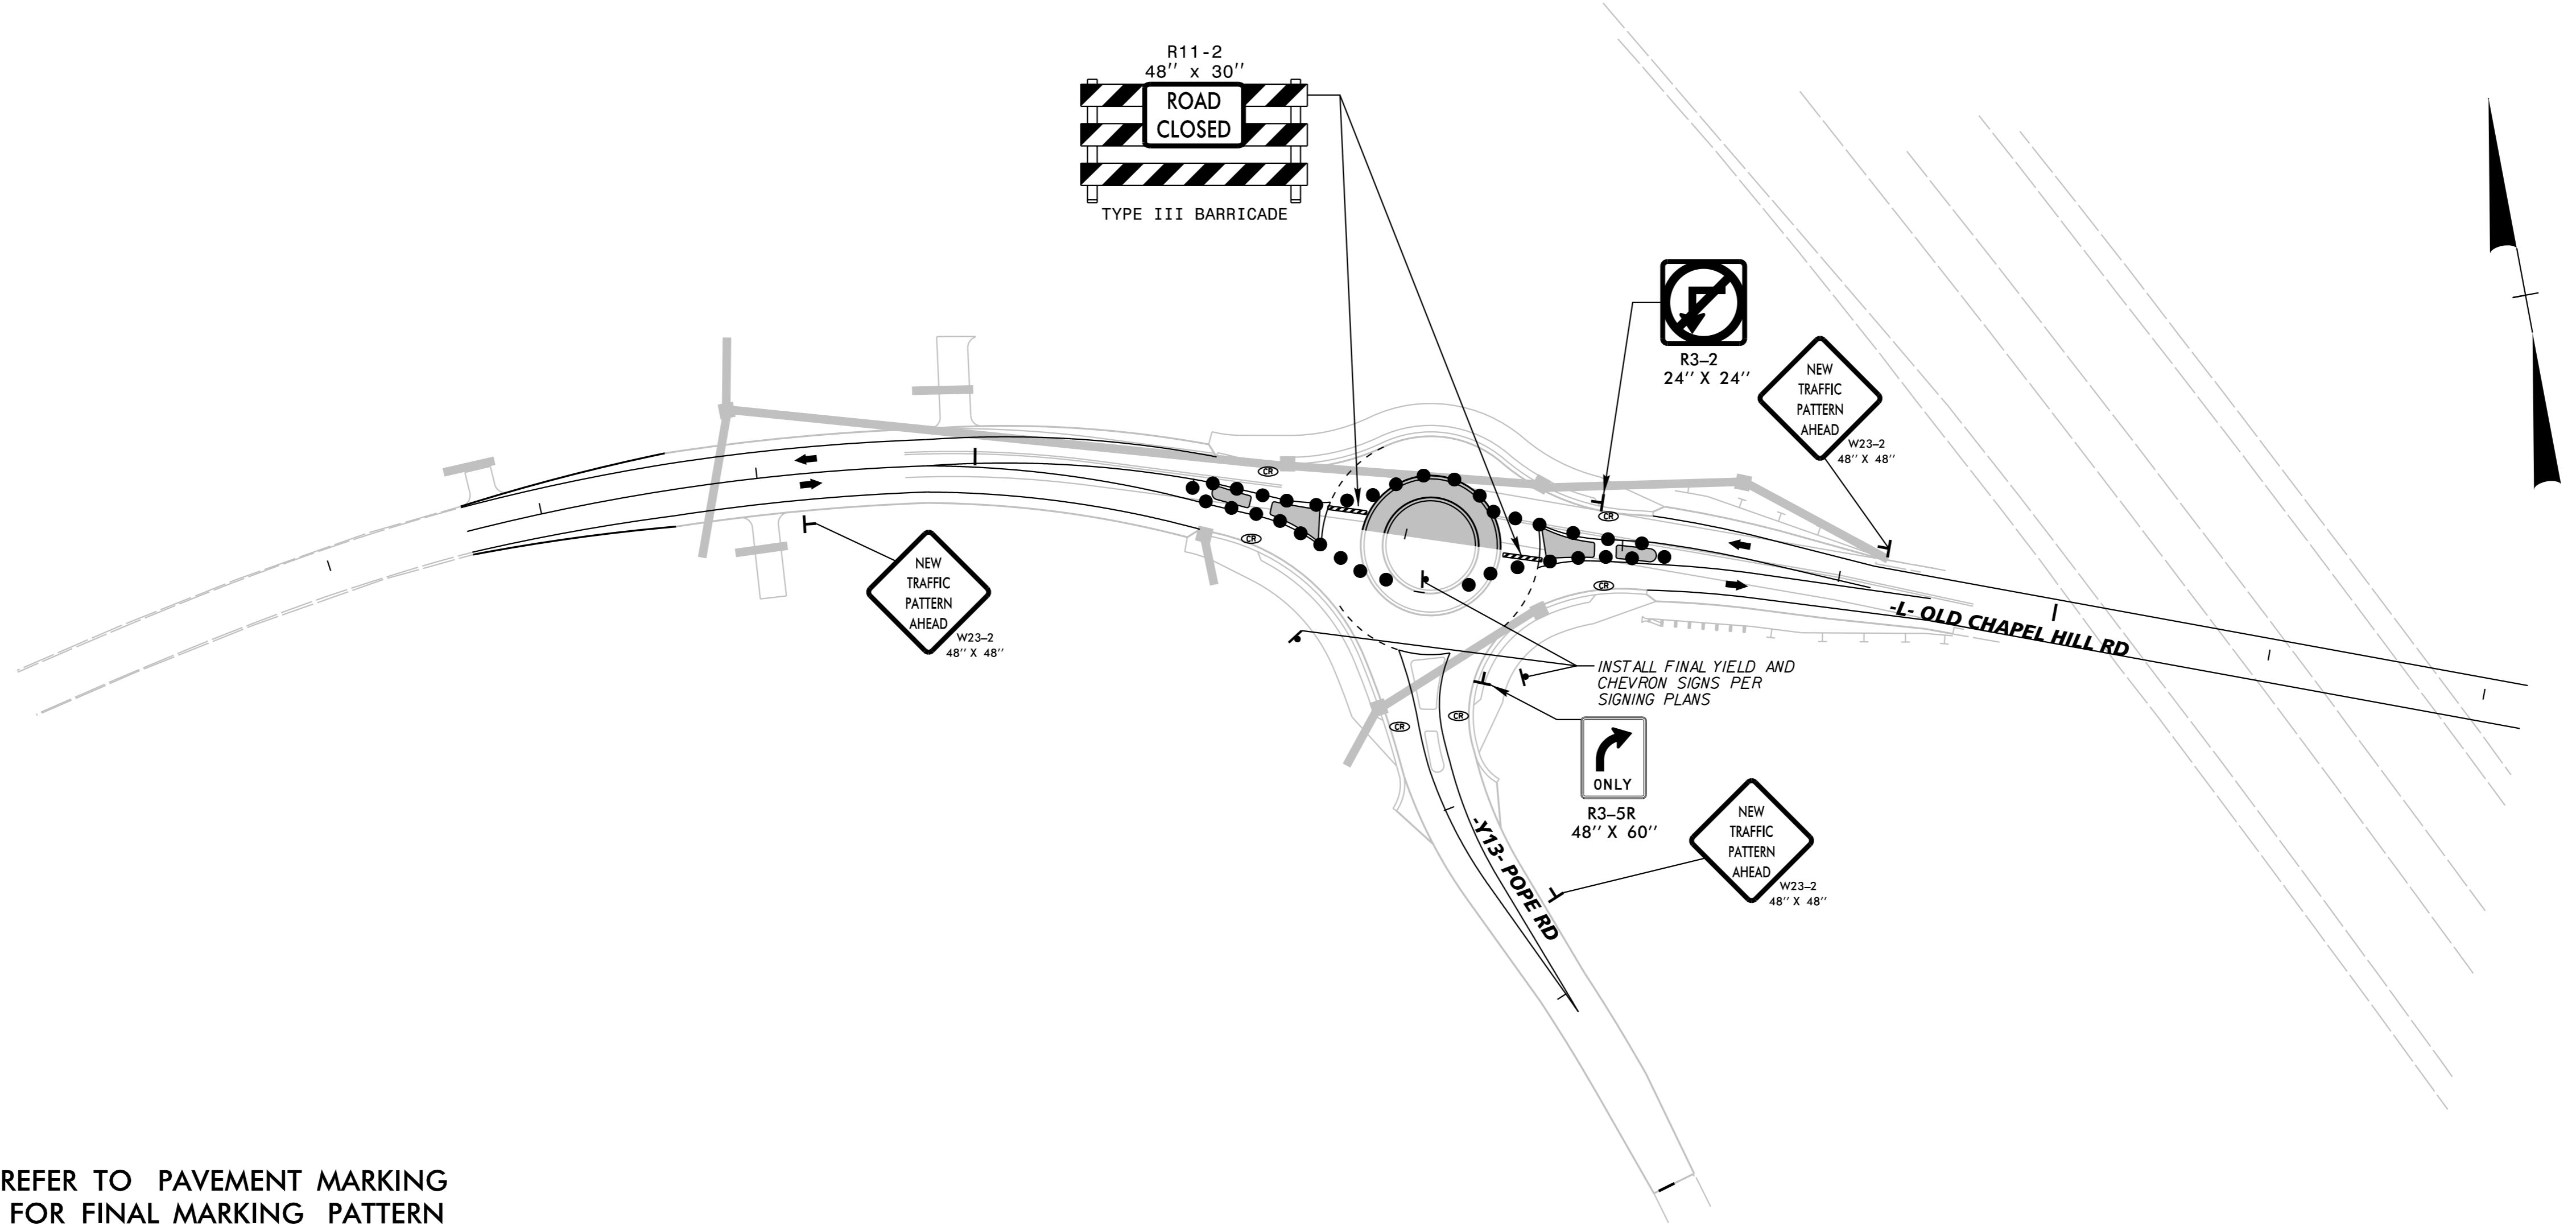 R11-2
48'' x 30''
ROAD
CLOSED
TYPE III BARRICADE
R3–2
24'' X 24''
NEW
TRAFFIC
PATTERN
AHEAD
W23–2
48'' X 48''
CR
CR
CR
CR
NEW
TRAFFIC
PATTERN
AHEAD
W23–2
48'' X 48''
-L- OLD CHAPEL HILL RD
INSTALL FINAL YIELD AND
CHEVRON SIGNS PER
SIGNING PLANS
CR
CR
ONLY
R3–5R
48'' X 60''
-Y13- POPE RD
NEW
TRAFFIC
PATTERN
AHEAD
W23–2
48'' X 48''
REFER TO PAVEMENT MARKING
FOR FINAL MARKING PATTERN